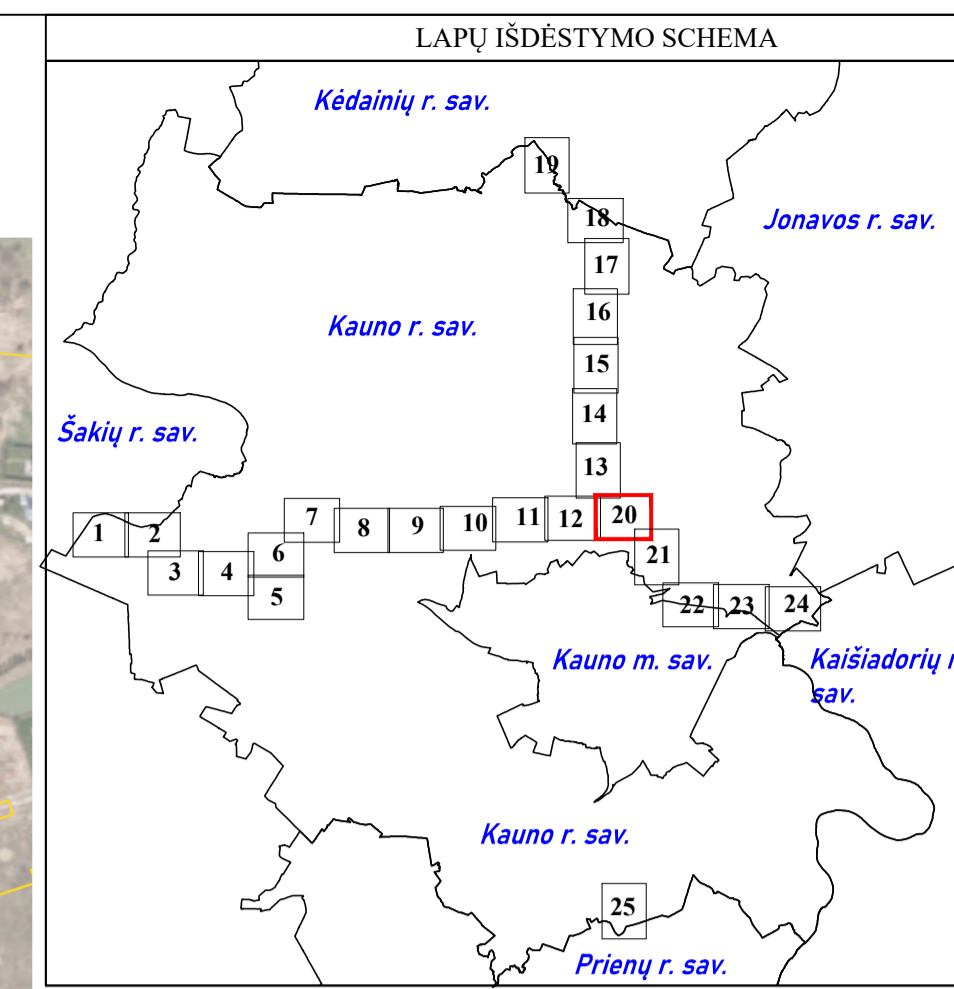 LAPŲ IŠDĖSTYMO SCHEMA
Kėdainių r. sav.
19
18
Jonavos r. sav.
17
16
Kauno r. sav.
15
14
Šakių r. sav.
13
1
2
3
4
5
6
7
8
9
10
11
12
20
21
22
23
24
Kauno m. sav.
Kaišiadorių
sav.
Kauno r. sav.
25
Prienų r. sav.